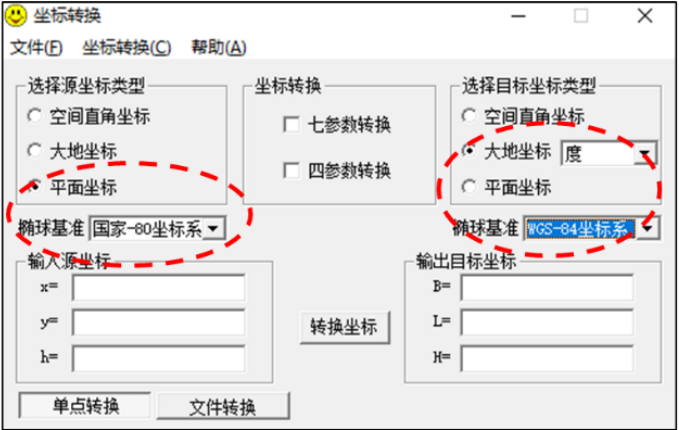 坐标转换
文件(F) 坐标转换(C) 帮助(A)
选择源坐标类型
空间直角坐标
大地坐标
平面坐标
椭球基准 国家-80坐标系
坐标转换
七参数转换
四参数转换
选择目标坐标类型
空间直角坐标
大地坐标 度
平面坐标
椭球基准 WGS-84坐标系
输入源坐标
x=
y=
h=
转换坐标
输出目标坐标
B=
L=
H=
单点转换 文件转换